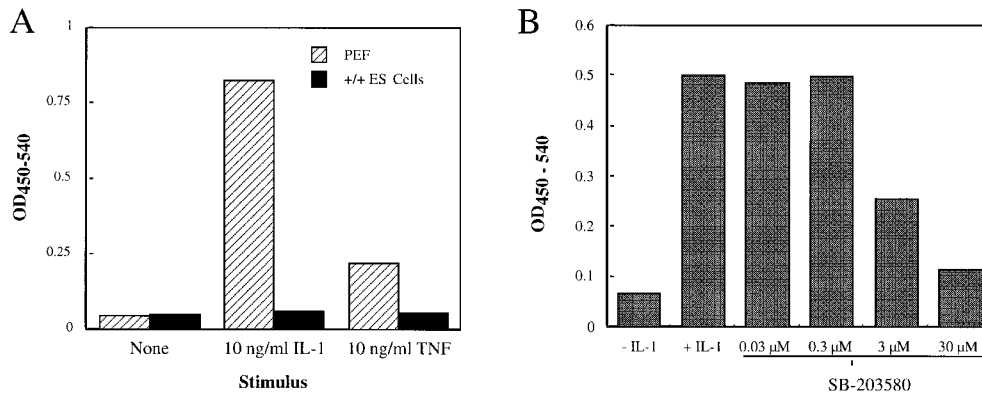 A
1
0.75
0.5
0.25
0
OD450-540
PEF
+/+ ES Cells
None
10 ng/ml IL-1
10 ng/ml TNF
Stimulus
B
0.6
0.5
0.4
0.3
0.2
0.1
0
OD450 - 540
- IL-1
+ IL-1
0.03 μM
0.3 μM
3 μM
30 μM
SB-203580